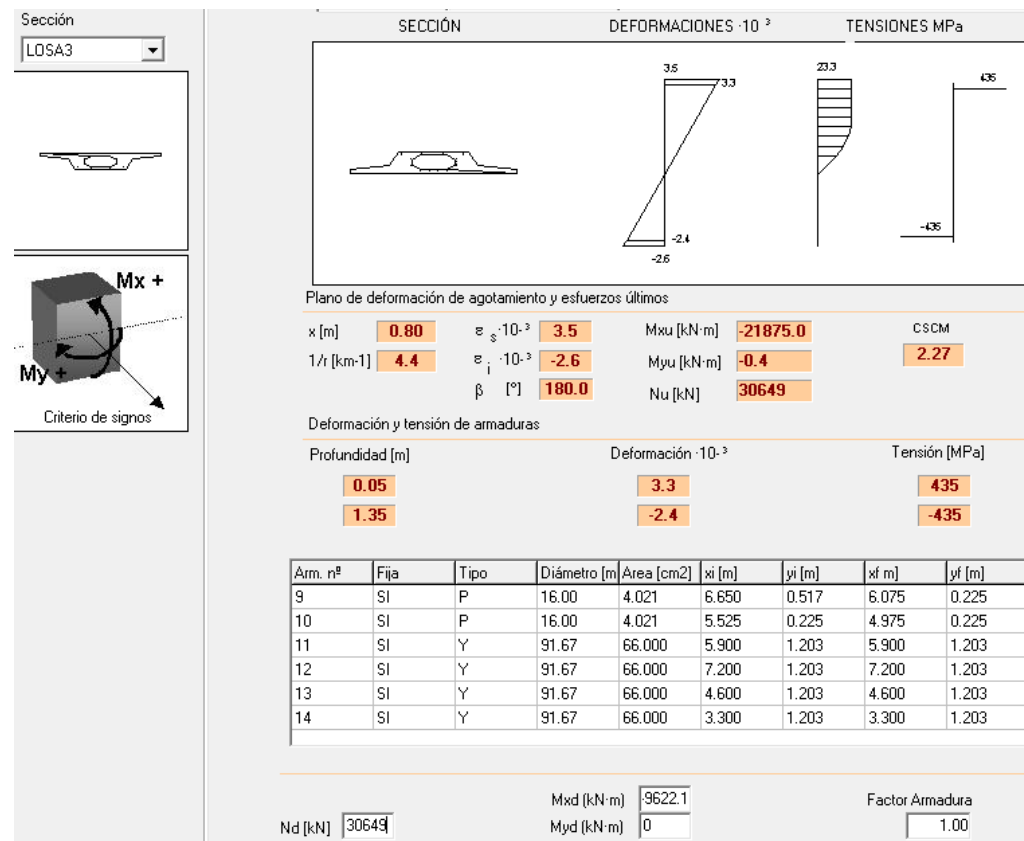 Sección
LOSA3
SECCIÓN
DEFORMACIONES ·10 ³
TENSIONES MPa
3.5
3.3
-2.4
-2.6
23.3
435
-435
Mx +
My +
Criterio de signos
Plano de deformación de agotamiento y esfuerzos últimos
x [m] 0.80
ε s ·10-³ 3.5
Mxu [kN·m] -21875.0
CSCM
1/r [km-1] 4.4
ε i ·10-³ -2.6
Myu [kN·m] -0.4
2.27
β [°] 180.0
Nu [kN] 30649
Deformación y tensión de armaduras
Profundidad [m] Deformación ·10-³ Tensión [MPa]
0.05 3.3 435
1.35 -2.4 -435
Arm. nº Fija Tipo Diámetro [m Area [cm2] xi [m] yi [m] xf m] yf [m]
9 SI P 16.00 4.021 6.650 0.517 6.075 0.225
10 SI P 16.00 4.021 5.525 0.225 4.975 0.225
11 SI Y 91.67 66.000 5.900 1.203 5.900 1.203
12 SI Y 91.67 66.000 7.200 1.203 7.200 1.203
13 SI Y 91.67 66.000 4.600 1.203 4.600 1.203
14 SI Y 91.67 66.000 3.300 1.203 3.300 1.203
Mxd (kN·m) -9622.1
Factor Armadura
Nd [kN] 30649
Myd (kN·m) 0
1.00